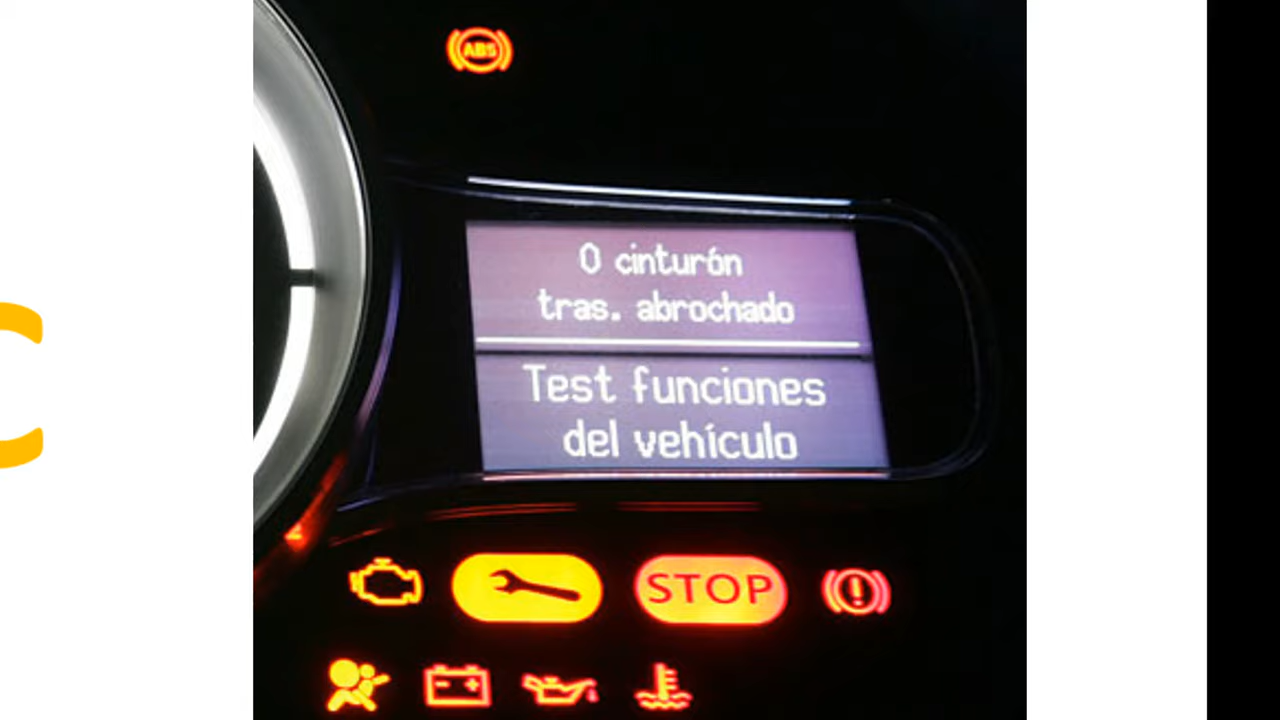 ABS
0 cinturón
tras. abrochado
Test funciones
del vehículo
STOP